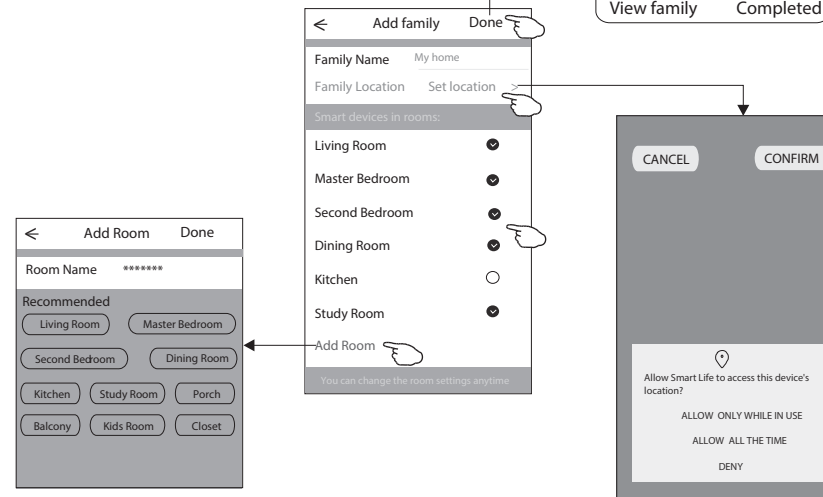 View family Completed
← Add family Done
Family Name My home
Family Location Set location >
Smart devices in rooms:
Living Room
Master Bedroom
Second Bedroom
Dining Room
Kitchen
Study Room
Add Room
You can change the room settings anytime
← Add Room Done
Room Name *******
Recommended
Living Room Master Bedroom
Second Bedroom Dining Room
Kitchen Study Room Porch
Balcony Kids Room Closet
CANCEL CONFIRM
Allow Smart Life to access this device's
location?
ALLOW ONLY WHILE IN USE
ALLOW ALL THE TIME
DENY